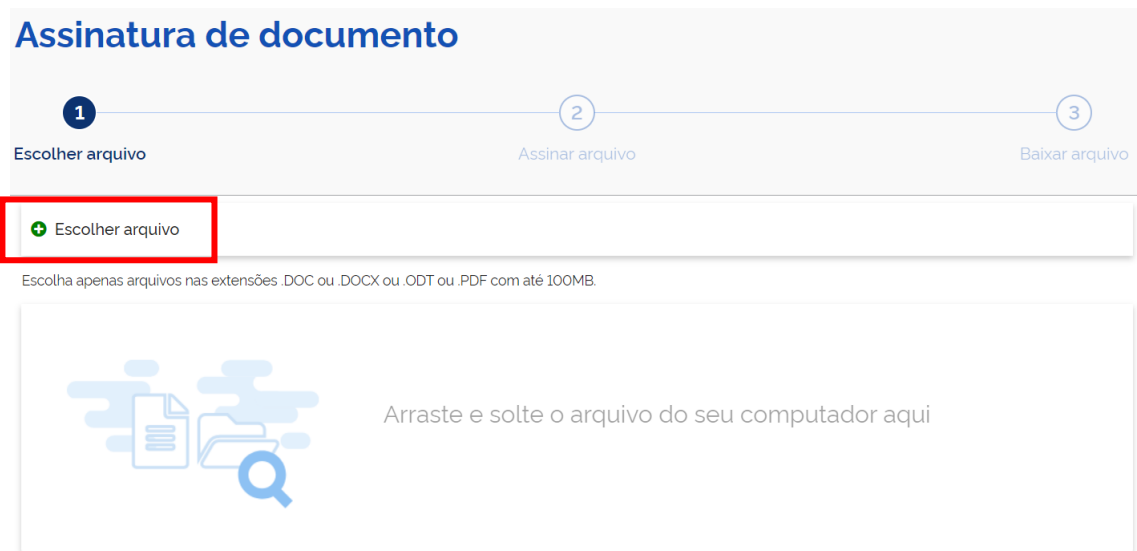 Assinatura de documento
1
2
3
Escolher arquivo
Assinar arquivo
Baixar arquivo
Escolher arquivo
Escolha apenas arquivos nas extensões .DOC ou .DOCX ou .ODT ou .PDF com até 100MB.
Arraste e solte o arquivo do seu computador aqui